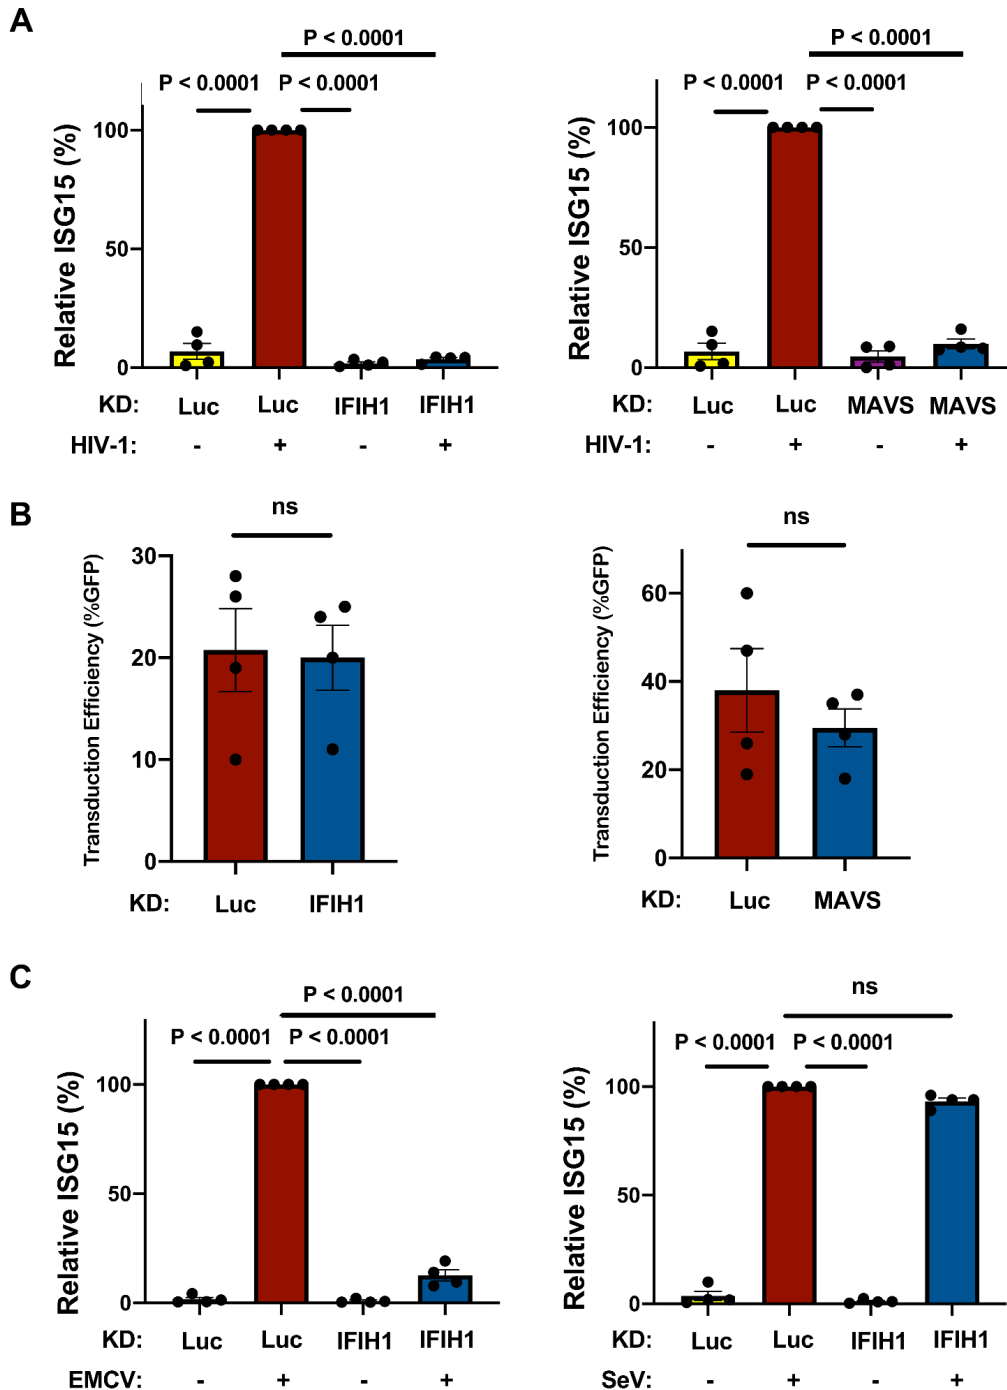 A
P < 0.0001
P < 0.0001 P < 0.0001
Relative ISG15 (%)
100
50
0
KD: Luc Luc IFIH1 IFIH1
HIV-1: - + - +
P < 0.0001
P < 0.0001 P < 0.0001
Relative ISG15 (%)
100
50
0
KD: Luc Luc MAVS MAVS
HIV-1: - + - +
B
ns
Transduction Efficiency (%GFP)
30
20
10
0
KD: Luc IFIH1
ns
Transduction Efficiency (%GFP)
60
40
20
0
KD: Luc MAVS
C
P < 0.0001
P < 0.0001 P < 0.0001
Relative ISG15 (%)
100
50
0
KD: Luc Luc IFIH1 IFIH1
EMCV: - + - +
ns
P < 0.0001 P < 0.0001
Relative ISG15 (%)
100
50
0
KD: Luc Luc IFIH1 IFIH1
SeV: - + - +